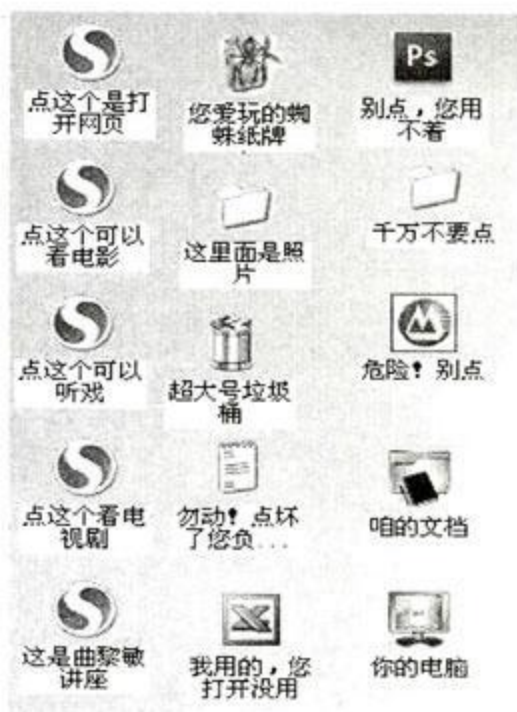 点这个是打
开网页
您爱玩的蜘
蛛纸牌
Ps
别点，您用
不着
点这个可以
看电影
这里面是照
片
千万不要点
点这个可以
听戏
超大号垃圾
桶
危险！别点
点这个看电
视剧
勿动！点坏
了您负...
咱的文档
这是曲黎敏
讲座
我用的，您
打开没用
你的电脑